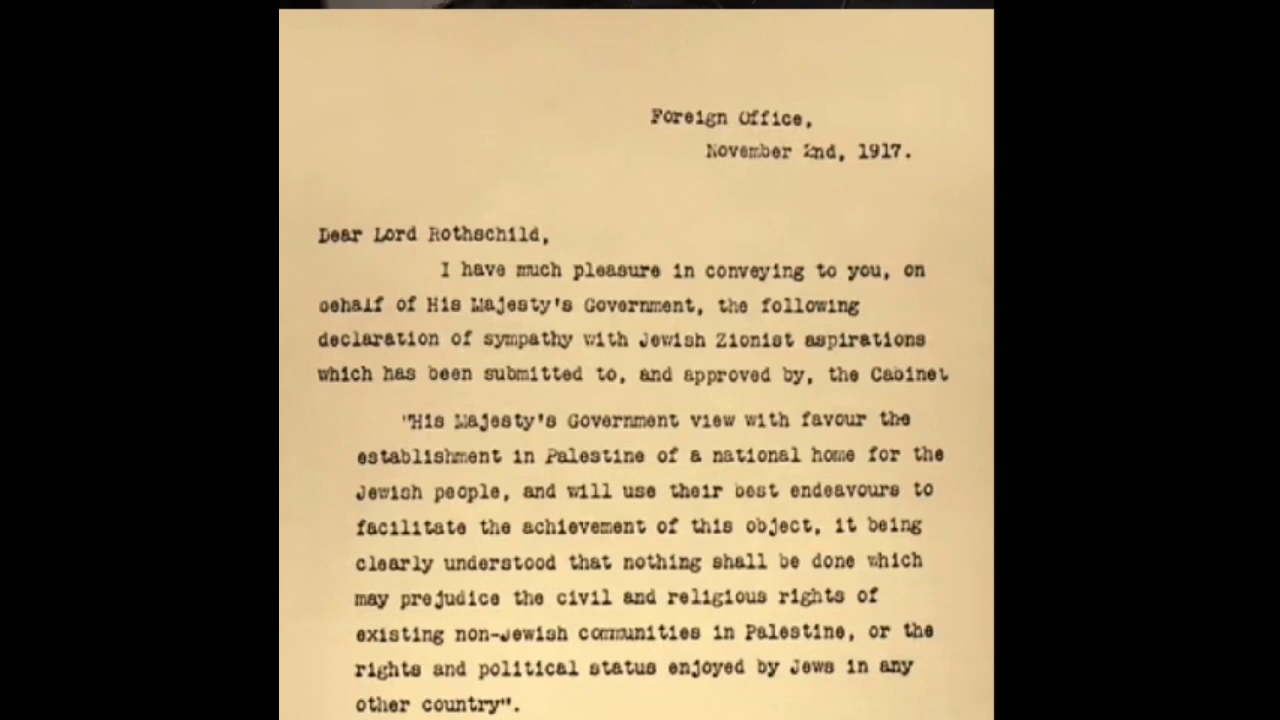 Foreign Office,
November 2nd, 1917.
Dear Lord Rothschild,
I have much pleasure in conveying to you, on
behalf of His Majesty's Government, the following
declaration of sympathy with Jewish Zionist aspirations
which has been submitted to, and approved by, the Cabinet
"His Majesty's Government view with favour the
establishment in Palestine of a national home for the
Jewish people, and will use their best endeavours to
facilitate the achievement of this object, it being
clearly understood that nothing shall be done which
may prejudice the civil and religious rights of
existing non-Jewish communities in Palestine, or the
rights and political status enjoyed by Jews in any
other country".